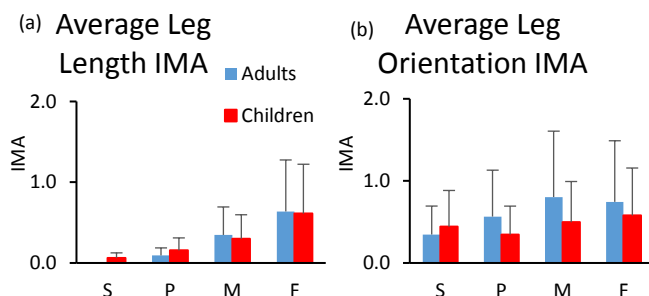 (a)
Average Leg
Length IMA
Adults
Children
IMA
2.0
1.0
0.0
S P M F
(b)
Average Leg
Orientation IMA
IMA
2.0
1.0
0.0
S P M F